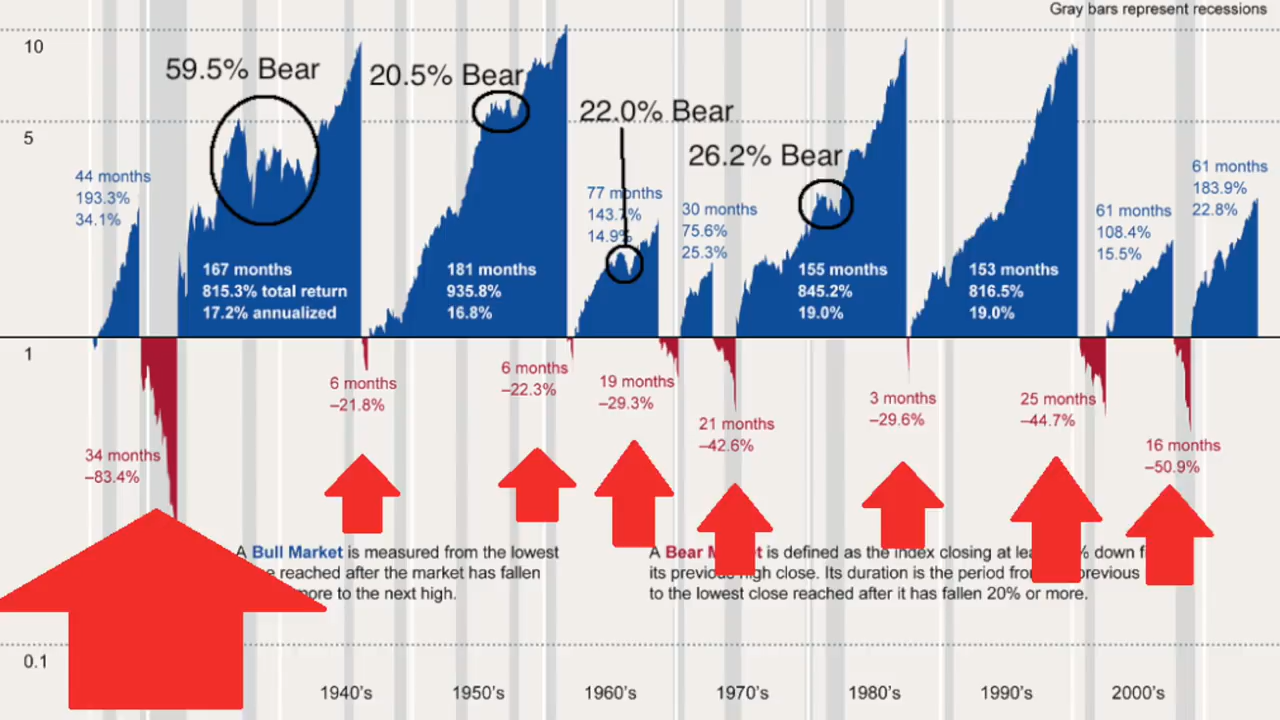 Gray bars represent recessions
10
59.5% Bear
20.5% Bear
22.0% Bear
5
26.2% Bear
44 months
193.3%
34.1%
167 months
815.3% total return
17.2% annualized
181 months
935.8%
16.8%
77 months
143.7%
14.9%
30 months
75.6%
25.3%
155 months
845.2%
19.0%
153 months
816.5%
19.0%
61 months
108.4%
15.5%
61 months
183.9%
22.8%
1
34 months
–83.4%
6 months
–21.8%
6 months
–22.3%
19 months
–29.3%
21 months
–42.6%
3 months
–29.6%
25 months
–44.7%
16 months
–50.9%
A Bull Market is measured from the lowest
reached after the market has fallen
more to the next high.
A Bear is defined as the index closing at % down
its previous high close. Its duration is the period previous
to the lowest close reached after it has fallen 20% or more.
0.1
1940's
1950's
1960's
1970's
1980's
1990's
2000's